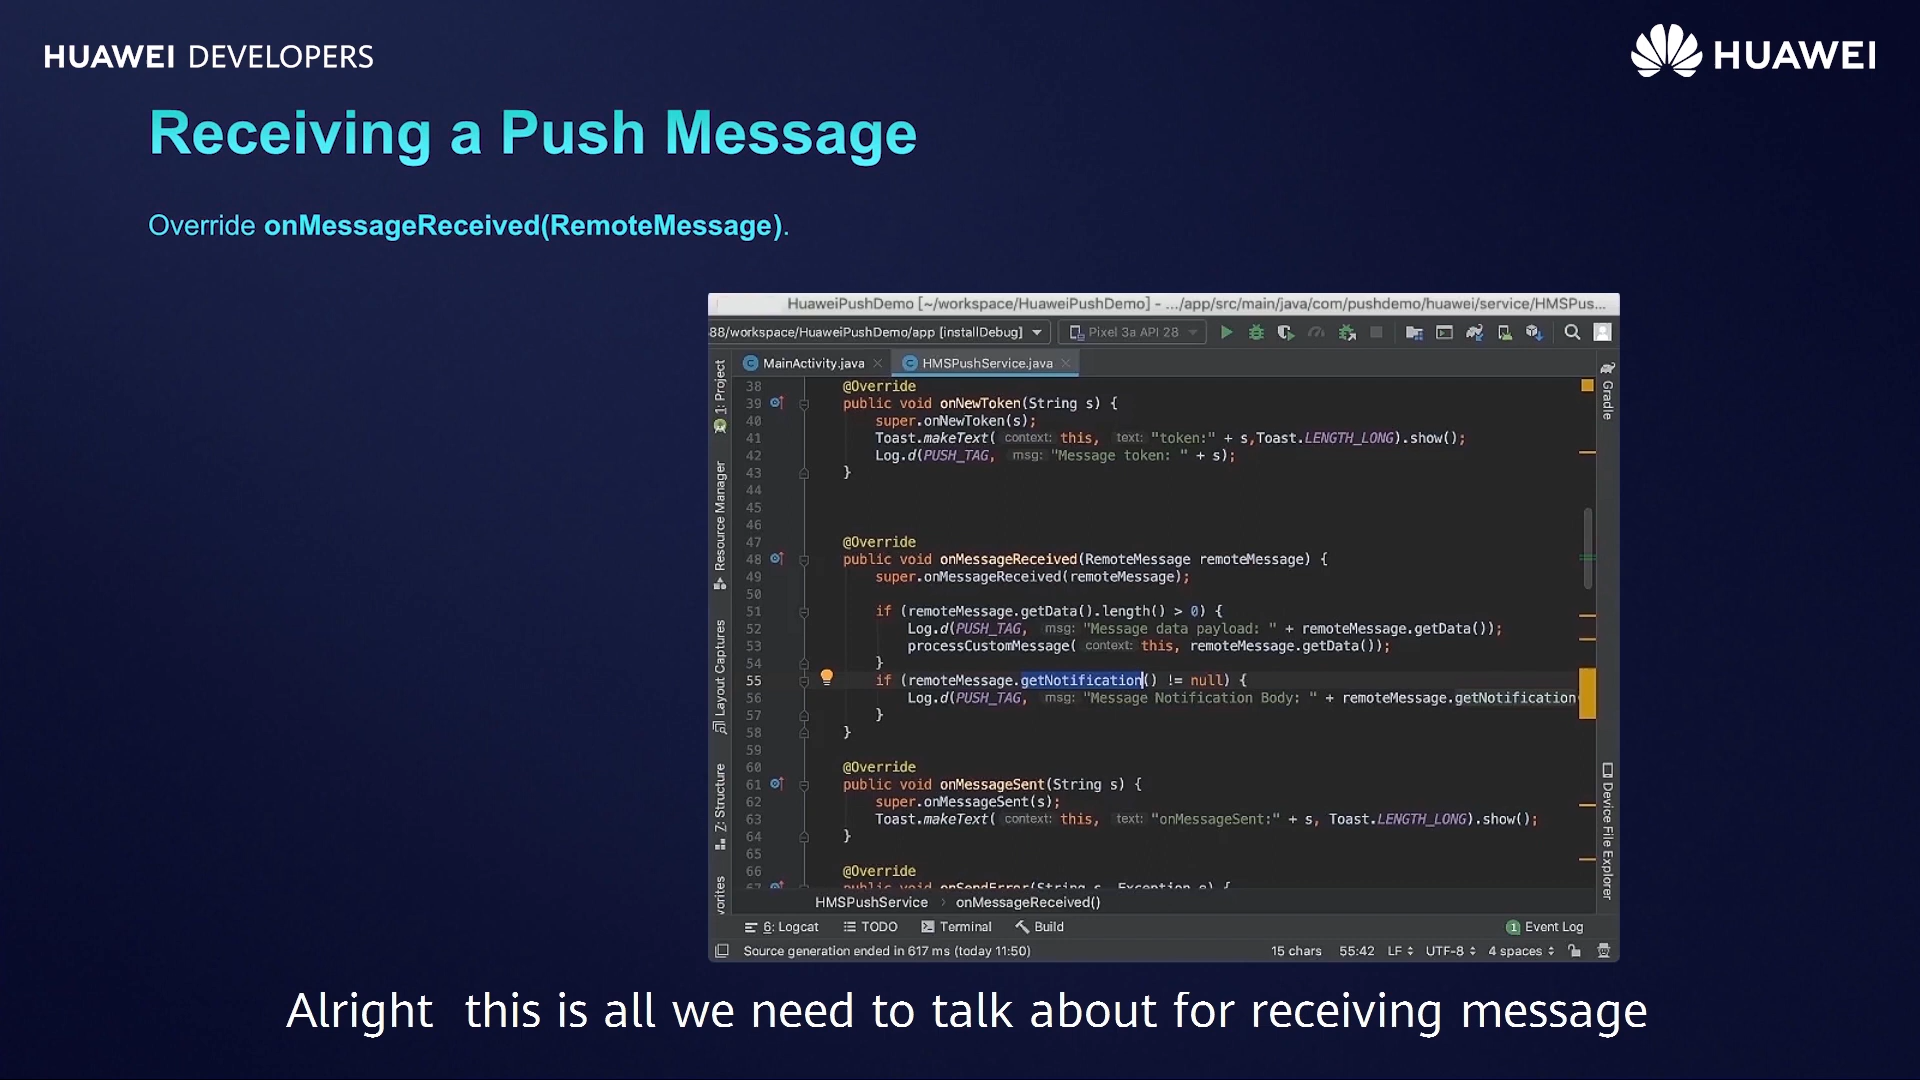 HUAWEI DEVELOPERS
HUAWEI
Receiving a Push Message
Override onMessageReceived(RemoteMessage).
HuaweiPushDemo [~/workspace/HuaweiPushDemo] - .../app/src/main/java/com/pushdemo/huawei/service/HMSPus...
88/workspace/HuaweiPushDemo/app [installDebug] Pixel 3a API 28
MainActivity.java HMSPushService.java
1: Project
Resource Manager
Layout Captures
7: Structure
vorites
Gradle
Device File Explorer
38 @Override
39 public void onNewToken(String s) {
40 super.onNewToken(s);
41 Toast.makeText( context: this, text: "token:" + s,Toast.LENGTH_LONG).show();
42 Log.d(PUSH_TAG, msg: "Message token: " + s);
43 }
44
45
46
47 @Override
48 public void onMessageReceived(RemoteMessage remoteMessage) {
49 super.onMessageReceived(remoteMessage);
50
51 if (remoteMessage.getData().length() > 0) {
52 Log.d(PUSH_TAG, msg: "Message data payload: " + remoteMessage.getData());
53 processCustomMessage( context: this, remoteMessage.getData());
54 }
55 if (remoteMessage.getNotification() != null) {
56 Log.d(PUSH_TAG, msg: "Message Notification Body: " + remoteMessage.getNotification
57 }
58 }
59
60 @Override
61 public void onMessageSent(String s) {
62 super.onMessageSent(s);
63 Toast.makeText( context: this, text: "onMessageSent:" + s, Toast.LENGTH_LONG).show();
64 }
65
66 @Override
67 public void onSendError(String s, Exception e) {
HMSPushService › onMessageReceived()
6: Logcat TODO Terminal Build 1 Event Log
Source generation ended in 617 ms (today 11:50) 15 chars 55:42 LF UTF-8 4 spaces
Alright this is all we need to talk about for receiving message